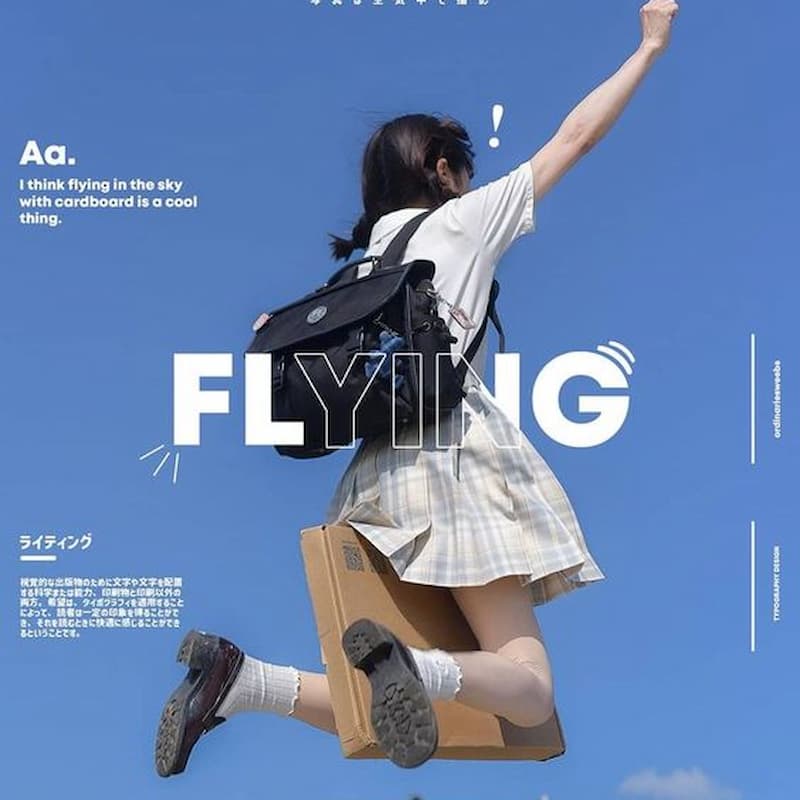 Aa.
I think flying in the sky
with cardboard is a cool
thing.
!
FLYING
ordinarieswebe
ライティング
視覚的な出版物のために文字や文字を配置
する科学または能力、印刷物と印刷以外の
両方。希望は、タイポグラフィを適用すること
によって、読者は一定の印象を得ることがで
き、それを読むときに快適に感じることができ
るということです。
TYPOGRAPHY DESIGN